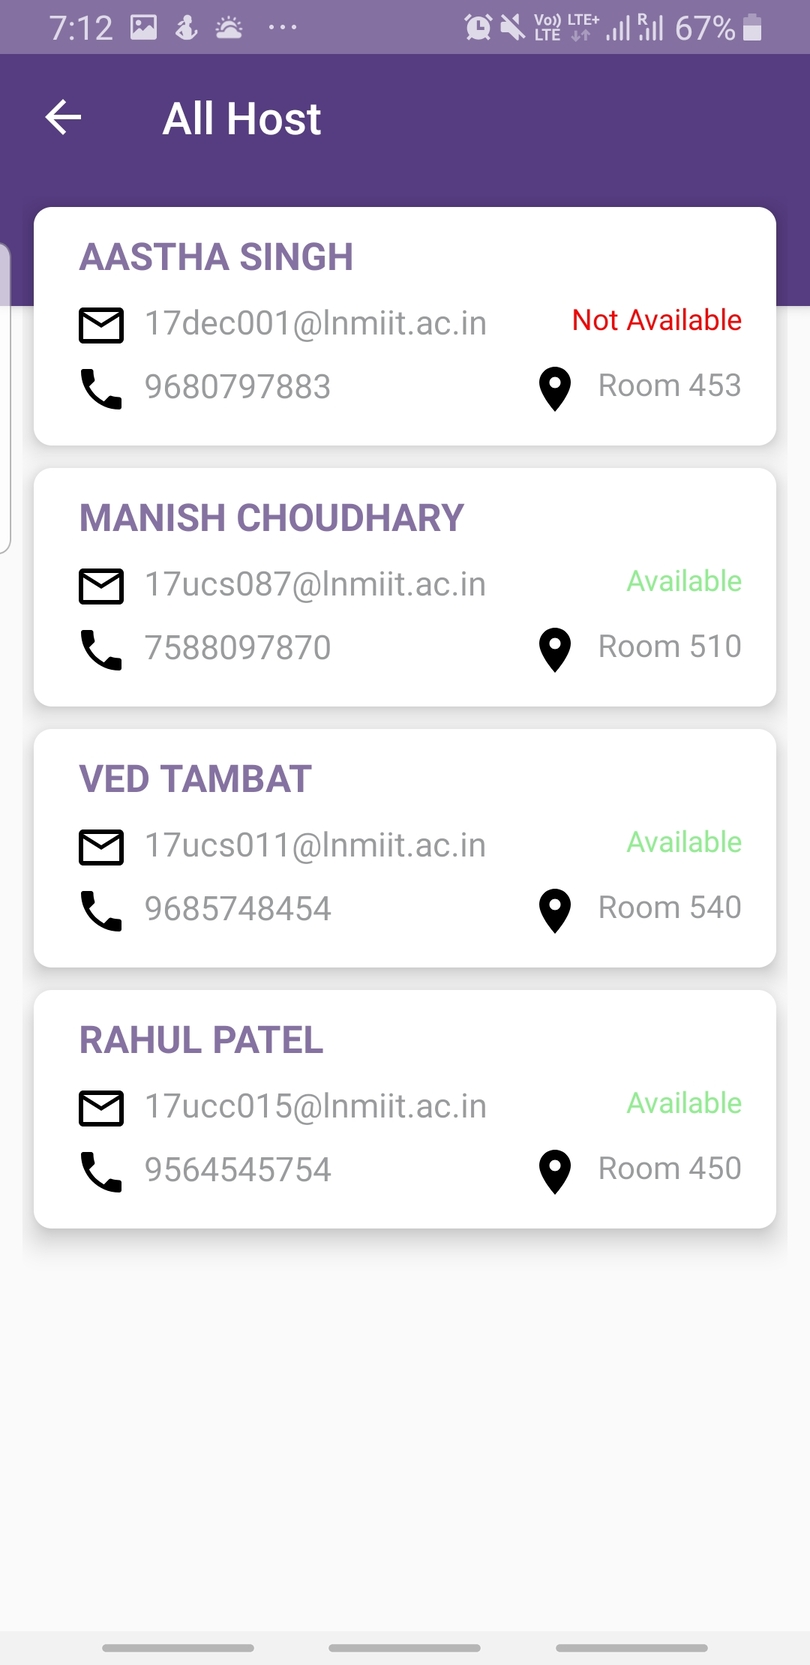 7:12 Vo)) LTE LTE+ R 67%
All Host
AASTHA SINGH
17dec001@lnmiit.ac.in Not Available
9680797883 Room 453
MANISH CHOUDHARY
17ucs087@lnmiit.ac.in Available
7588097870 Room 510
VED TAMBAT
17ucs011@lnmiit.ac.in Available
9685748454 Room 540
RAHUL PATEL
17ucc015@lnmiit.ac.in Available
9564545754 Room 450